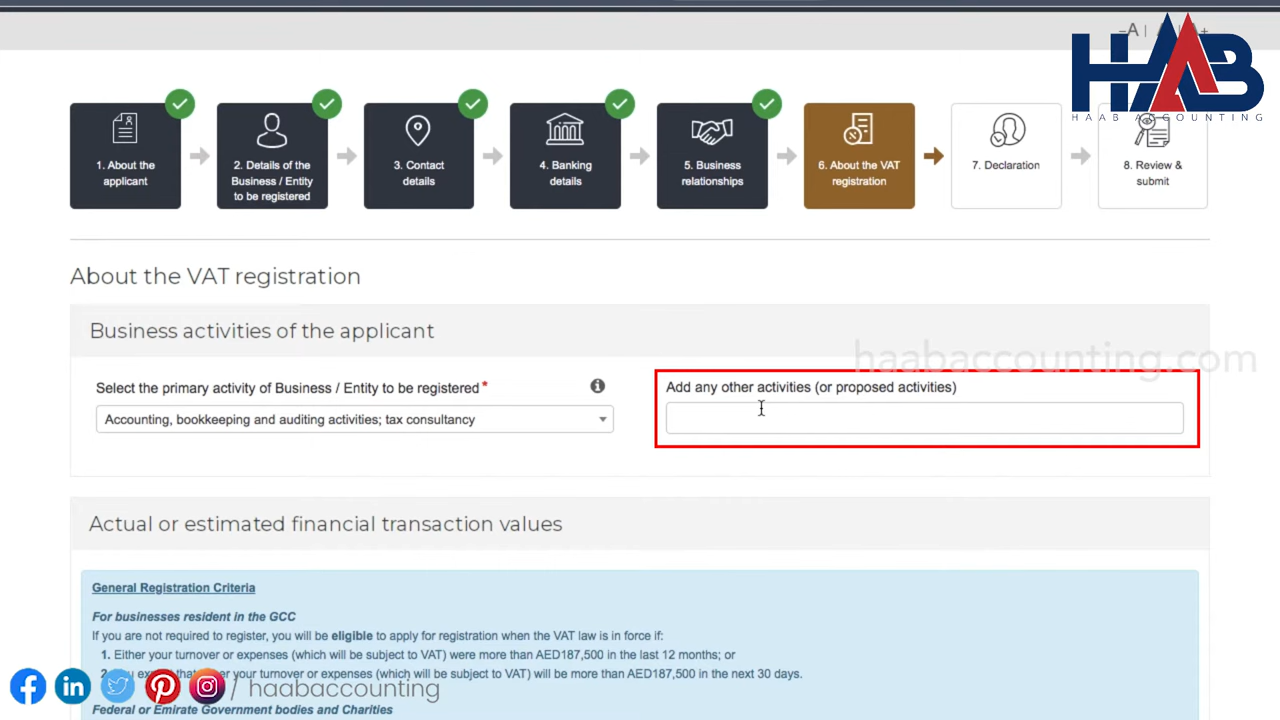 -A | A | A+
HAAB
HAAB ACCOUNTING
1. About the
applicant
2. Details of the
Business / Entity
to be registered
3. Contact
details
4. Banking
details
5. Business
relationships
6. About the VAT
registration
7. Declaration
8. Review &
submit
About the VAT registration
Business activities of the applicant
haabaccounting.com
Select the primary activity of Business / Entity to be registered*
Accounting, bookkeeping and auditing activities; tax consultancy
Add any other activities (or proposed activities)
Actual or estimated financial transaction values
General Registration Criteria
For businesses resident in the GCC
If you are not required to register, you will be eligible to apply for registration when the VAT law is in force if:
1. Either your turnover or expenses (which will be subject to VAT) were more than AED187,500 in the last 12 months; or
2. your turnover or expenses (which will be subject to VAT) will be more than AED187,500 in the next 30 days.
/ haabaccounting
Federal or Emirate Government bodies and Charities